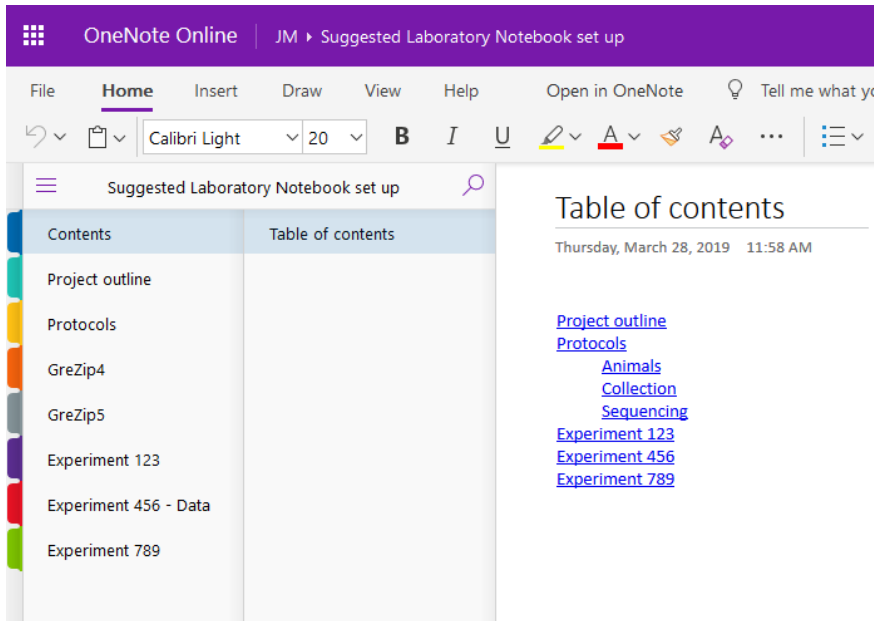 OneNote Online JM ▸ Suggested Laboratory Notebook set up
File Home Insert Draw View Help Open in OneNote Tell me what
Calibri Light 20 B I U A A ...
Suggested Laboratory Notebook set up
Contents
Project outline
Protocols
GreZip4
GreZip5
Experiment 123
Experiment 456 - Data
Experiment 789
Table of contents
Table of contents
Thursday, March 28, 2019 11:58 AM
Project outline
Protocols
Animals
Collection
Sequencing
Experiment 123
Experiment 456
Experiment 789